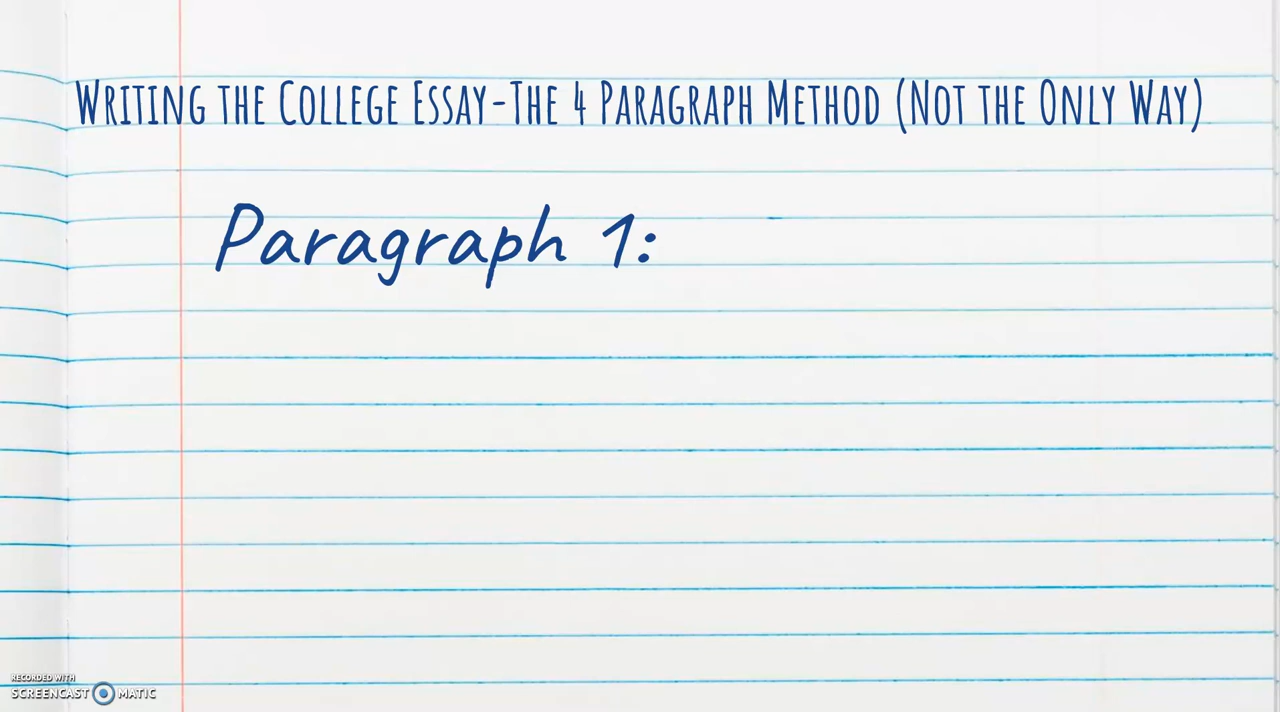 Writing the College Essay-The 4 Paragraph Method (Not the Only Way)
Paragraph 1:
RECORDED WITH
SCREENCAST MATIC